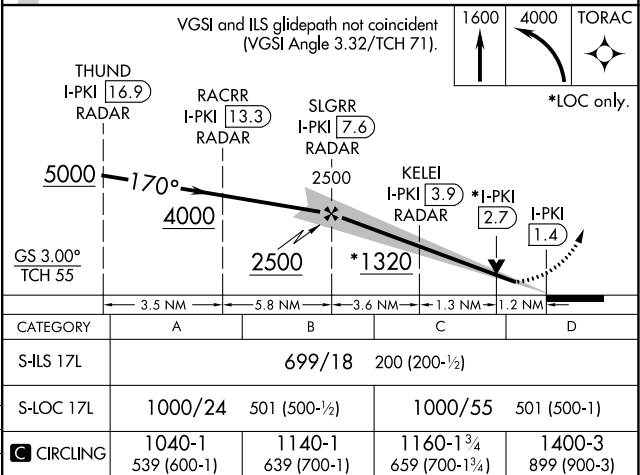 VGSI and ILS glidepath not coincident
(VGSI Angle 3.32/TCH 71).
1600
4000
TORAC
*LOC only.
THUND
I-PKI 16.9
RADAR
RACRR
I-PKI 13.3
RADAR
SLGRR
I-PKI 7.6
RADAR
2500
KELEI
I-PKI 3.9
RADAR
*I-PKI
2.7
I-PKI
1.4
5000
170°
4000
2500
*1320
GS 3.00°
TCH 55
3.5 NM 5.8 NM 3.6 NM 1.3 NM 1.2 NM
CATEGORY A B C D
S-ILS 17L 699/18 200 (200-½)
S-LOC 17L 1000/24 501 (500-½) 1000/55 501 (500-1)
C CIRCLING 1040-1 1140-1 1160-1¾ 1400-3
539 (600-1) 639 (700-1) 659 (700-1¾) 899 (900-3)